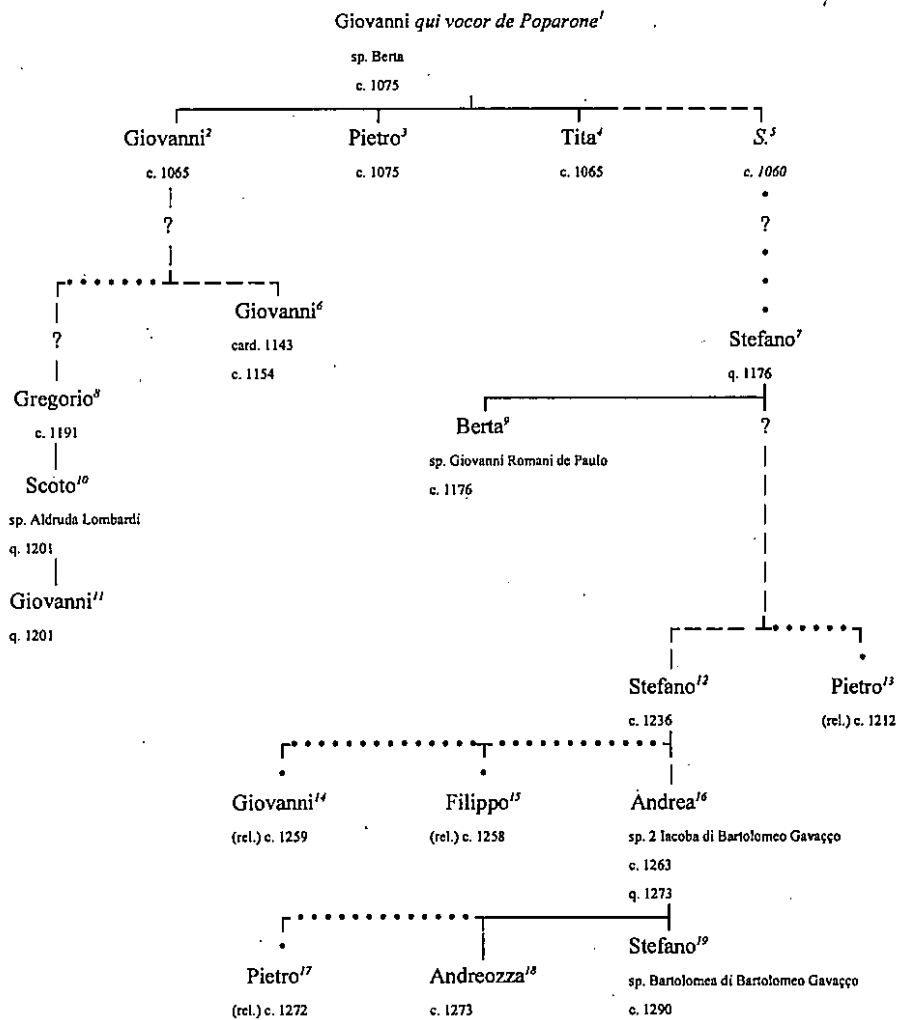 Giovanni qui vocor de Poparone¹
sp. Berta
c. 1075
Giovanni² Pietro³ Tita⁴ S.⁵
c. 1065 c. 1075 c. 1065 c. 1060
? ?
Giovanni⁶
card. 1143
c. 1154
?
Stefano⁷
q. 1176
Gregorio⁸
c. 1191
Berta⁹ ?
sp. Giovanni Romani de Paulo
c. 1176
Scoto¹⁰
sp. Aldruda Lombardi
q. 1201
Giovanni¹¹
q. 1201
Stefano¹² Pietro¹³
c. 1236 (rel.) c. 1212
Giovanni¹⁴ Filippo¹⁵ Andrea¹⁶
(rel.) c. 1259 (rel.) c. 1258 sp. 2 Iacoba di Bartolomeo Gavaçço
c. 1263
q. 1273
Pietro¹⁷ Andreozza¹⁸ Stefano¹⁹
(rel.) c. 1272 c. 1273 sp. Bartolomea di Bartolomeo Gavaçço
c. 1290